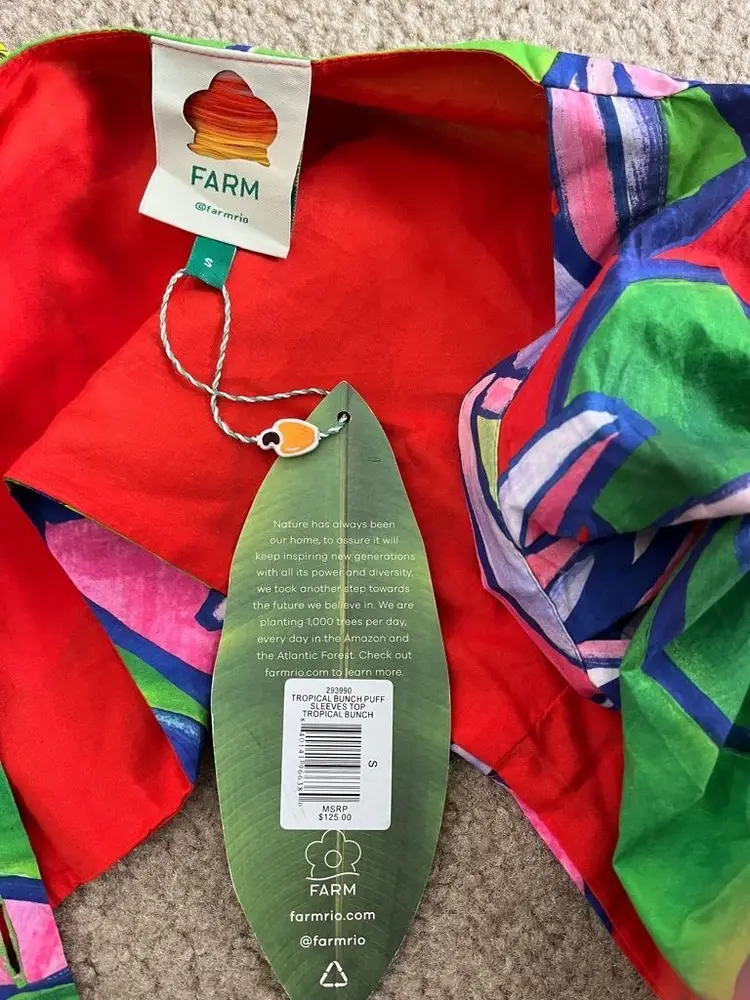 FARM
@farmrio
S
Nature has always been
our home, to assure it will
keep inspiring new generations
with all its power and diversity,
we took another step towards
the future we believe in. We are
planting 1,000 trees per day,
every day in the Amazon and
the Atlantic Forest. Check out
farmrio.com to learn more.
293990
TROPICAL BUNCH PUFF
SLEEVES TOP
TROPICAL BUNCH
S
MSRP
$125.00
FARM
farmrio.com
@farmrio